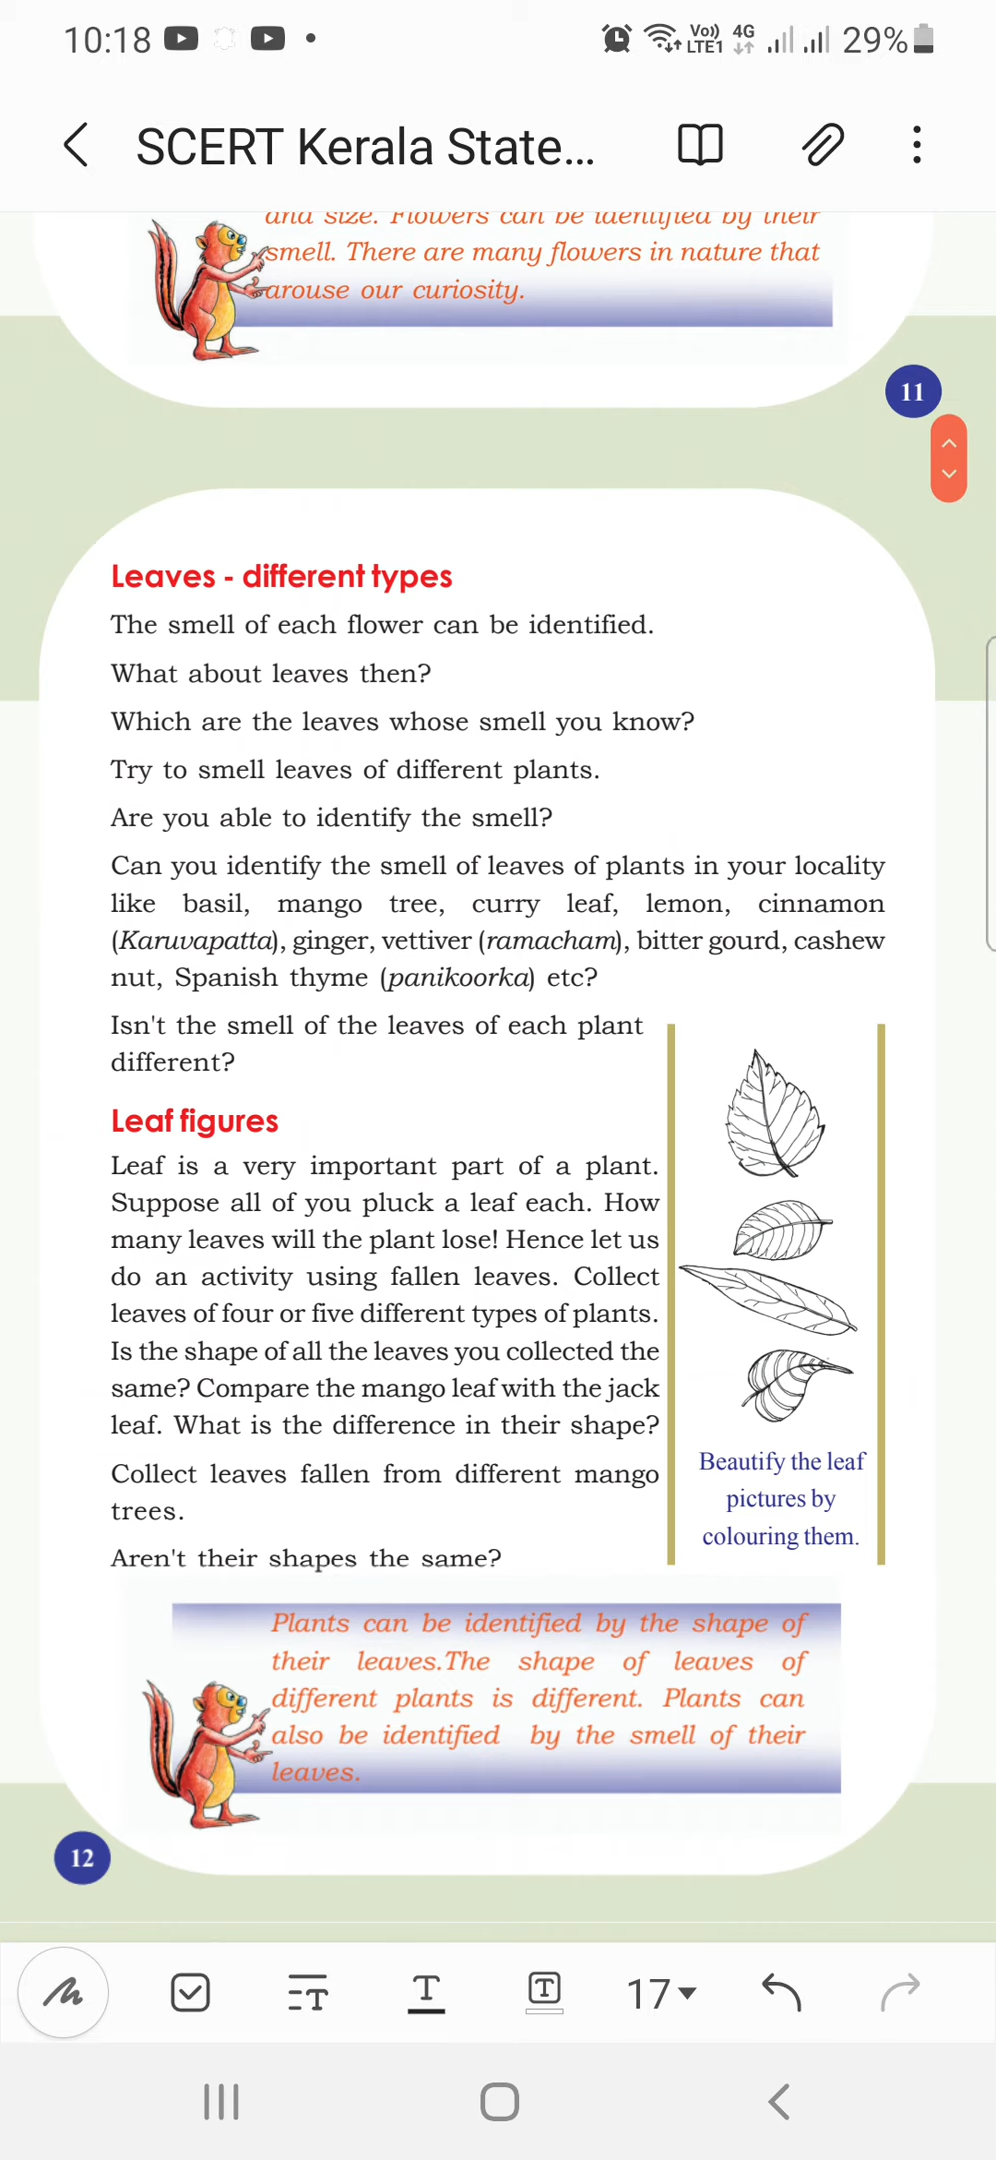 10:18
Vo)) 4G
LTE1
29%
SCERT Kerala State...
and size. Flowers can be identified by their
smell. There are many flowers in nature that
arouse our curiosity.
11
Leaves - different types
The smell of each flower can be identified.
What about leaves then?
Which are the leaves whose smell you know?
Try to smell leaves of different plants.
Are you able to identify the smell?
Can you identify the smell of leaves of plants in your locality
like basil, mango tree, curry leaf, lemon, cinnamon
(Karuvapatta), ginger, vettiver (ramacham), bitter gourd, cashew
nut, Spanish thyme (panikoorka) etc?
Isn't the smell of the leaves of each plant
different?
Leaf figures
Leaf is a very important part of a plant.
Suppose all of you pluck a leaf each. How
many leaves will the plant lose! Hence let us
do an activity using fallen leaves. Collect
leaves of four or five different types of plants.
Is the shape of all the leaves you collected the
same? Compare the mango leaf with the jack
leaf. What is the difference in their shape?
Collect leaves fallen from different mango
trees.
Aren't their shapes the same?
Beautify the leaf
pictures by
colouring them.
Plants can be identified by the shape of
their leaves.The shape of leaves of
different plants is different. Plants can
also be identified by the smell of their
leaves.
12
17